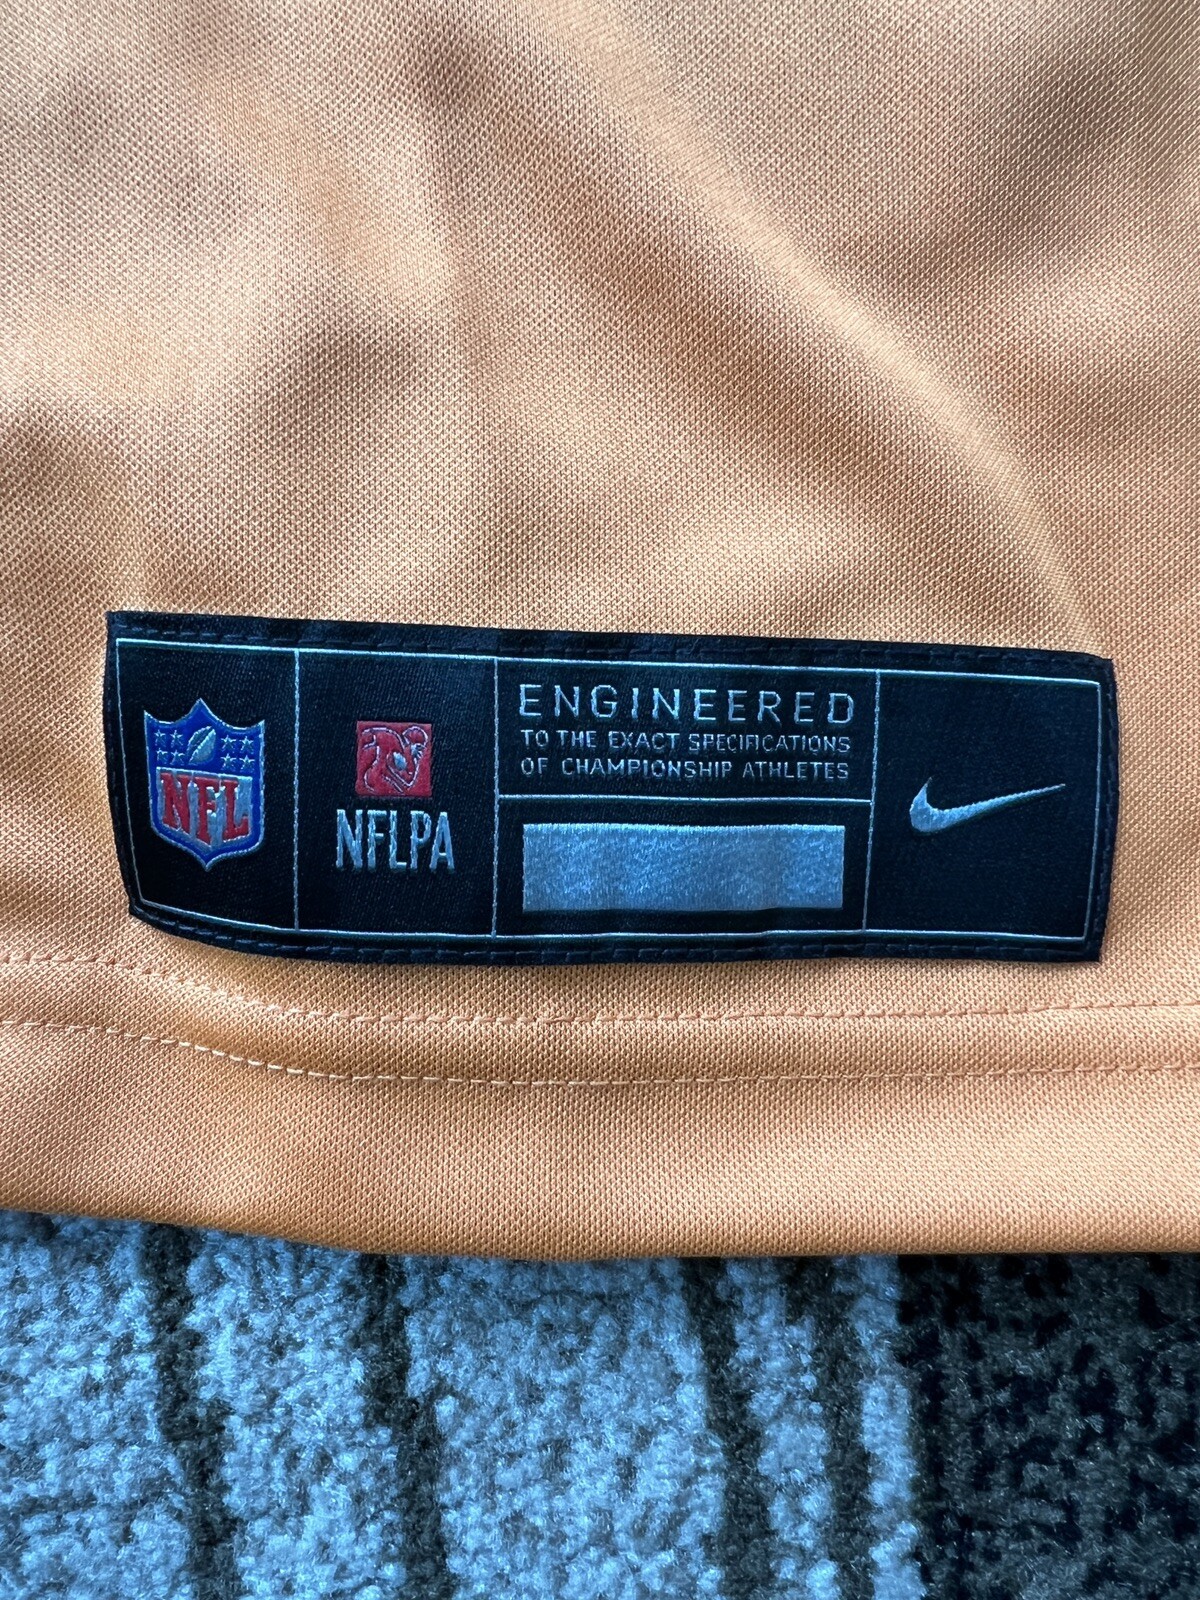 NFL
NFLPA
ENGINEERED
TO THE EXACT SPECIFICATIONS
OF CHAMPIONSHIP ATHLETES